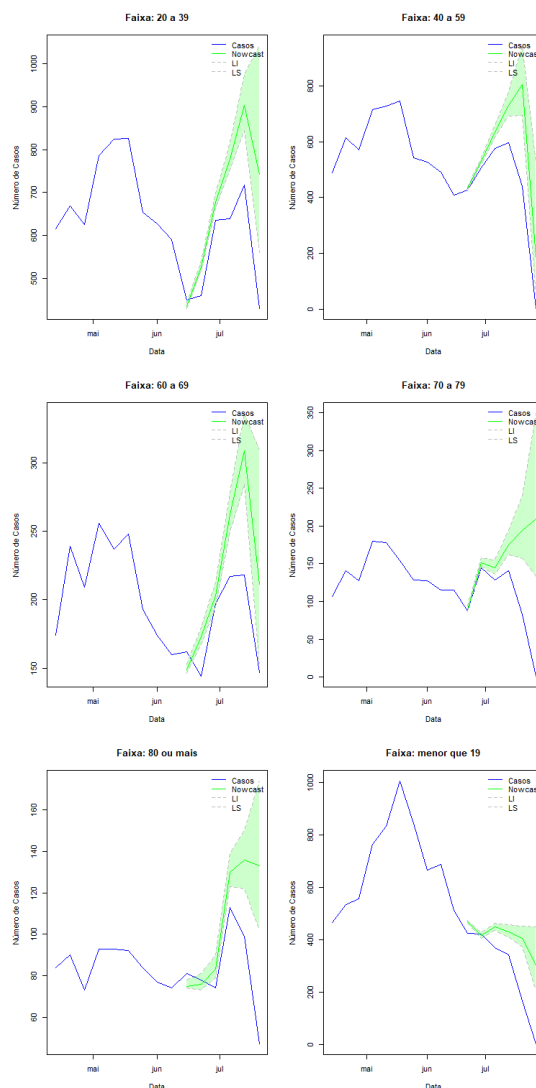 Faixa: 20 a 39
Número de Casos
1000
900
800
700
600
500
Casos
Nowcast
LI
LS
mai
jun
jul
Data
Faixa: 40 a 59
Número de Casos
800
600
400
200
0
Casos
Nowcast
LI
LS
mai
jul
Data
Faixa: 60 a 69
Número de Casos
300
250
200
150
Casos
Nowcast
LI
LS
mai
jun
jul
Data
Faixa: 70 a 79
Número de Casos
350
300
250
200
150
100
50
0
Casos
Nowcast
LI
LS
mai
jul
Data
Faixa: 80 ou mais
Número de Casos
160
140
120
100
80
60
Casos
Nowcast
LI
LS
mai
jun
jul
Data
Faixa: menor que 19
Número de Casos
1000
800
600
400
200
0
Casos
Nowcast
LI
LS
mai
jul
Data